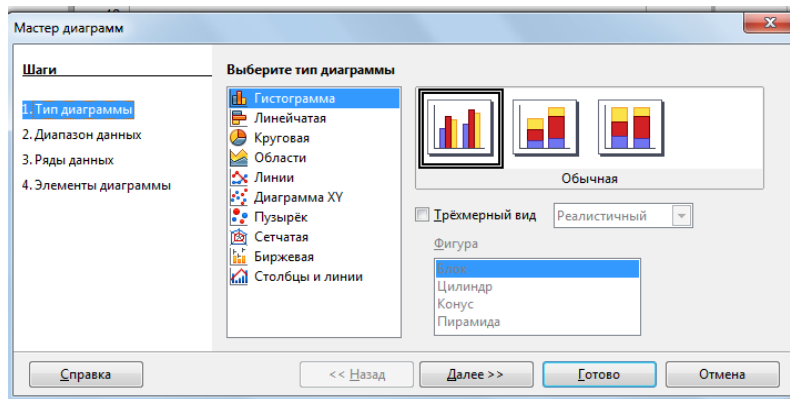 Мастер диаграмм
Шаги
1. Тип диаграммы
2. Диапазон данных
3. Ряды данных
4. Элементы диаграммы
Выберите тип диаграммы
Гистограмма
Линейчатая
Круговая
Области
Линии
Диаграмма XY
Пузырёк
Сетчатая
Биржевая
Столбцы и линии
Обычная
Трёхмерный вид Реалистичный
Фигура
Блок
Цилиндр
Конус
Пирамида
Справка << Назад Далее >> Готово Отмена